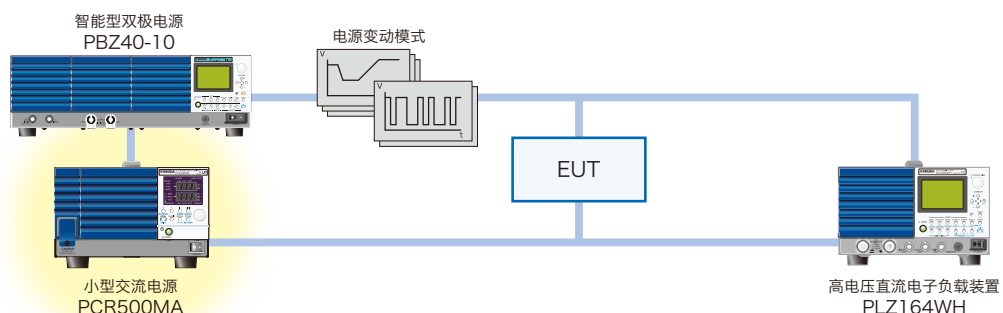 智能型双极电源
PBZ40-10
电源变动模式
V
V
t
EUT
小型交流电源
PCR500MA
高电压直流电子负载装置
PLZ164WH